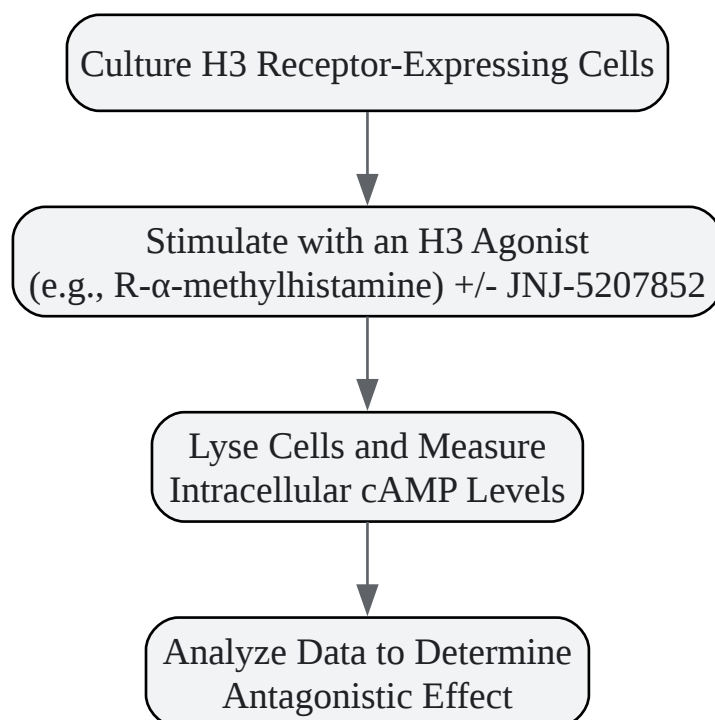 Culture H3 Receptor-Expressing Cells
Stimulate with an H3 Agonist
(e.g., R-α-methylhistamine) +/- JNJ-5207852
Lyse Cells and Measure
Intracellular cAMP Levels
Analyze Data to Determine
Antagonistic Effect